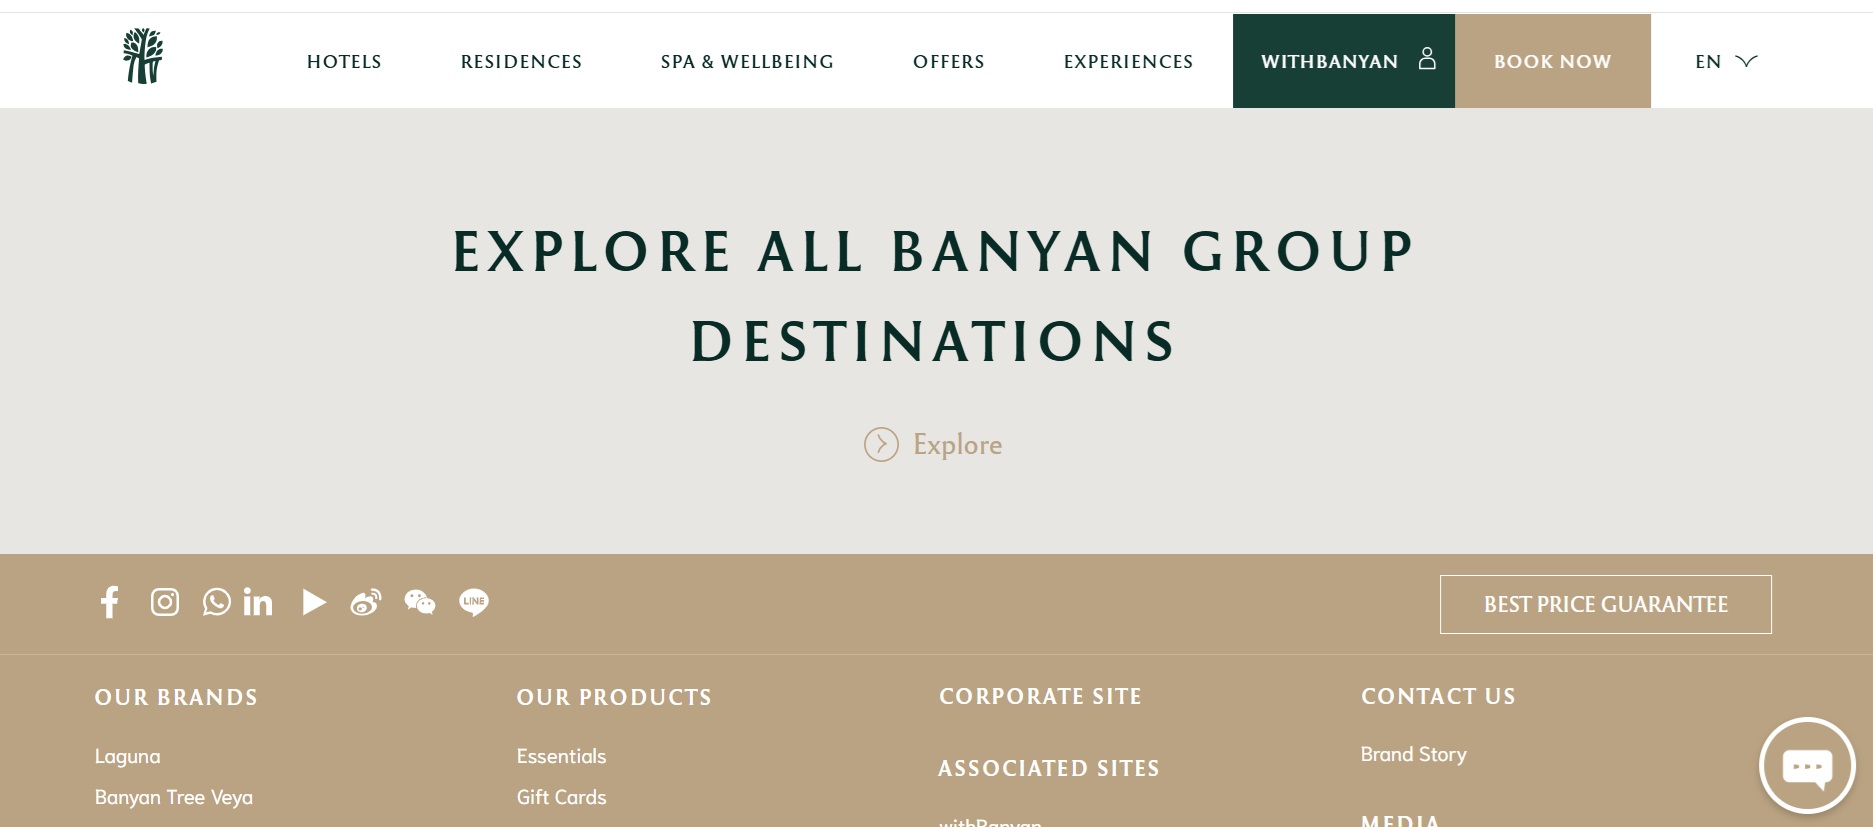 HOTELS RESIDENCES SPA & WELLBEING OFFERS EXPERIENCES WITHBANYAN BOOK NOW EN
EXPLORE ALL BANYAN GROUP
DESTINATIONS
Explore
LINE
BEST PRICE GUARANTEE
OUR BRANDS
Laguna
Banyan Tree Veya
OUR PRODUCTS
Essentials
Gift Cards
CORPORATE SITE
ASSOCIATED SITES
withBanyan
CONTACT US
Brand Story
MEDIA